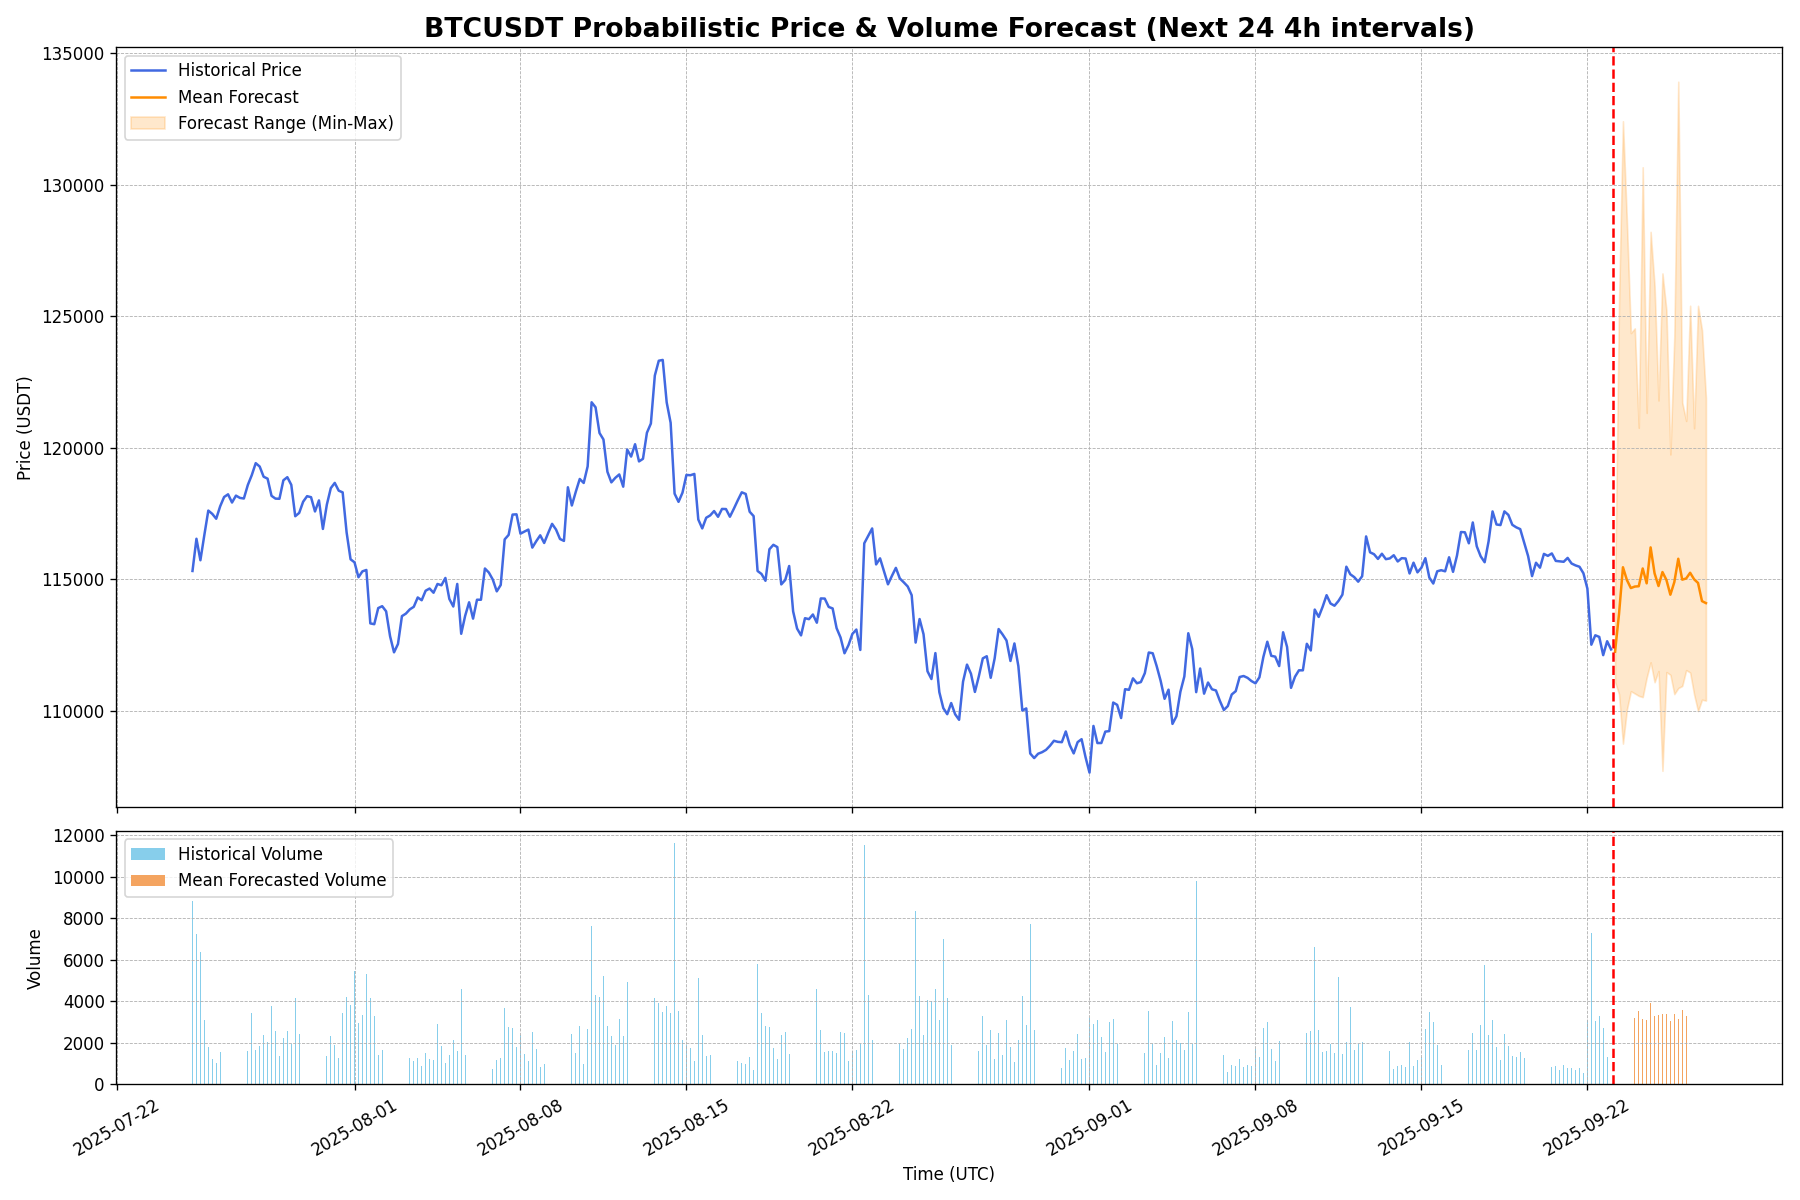 BTCUSDT Probabilistic Price & Volume Forecast (Next 24 4h intervals)
Historical Price
Mean Forecast
Forecast Range (Min-Max)
Price (USDT)
135000
130000
125000
120000
115000
110000
Historical Volume
Mean Forecasted Volume
Volume
12000
10000
8000
6000
4000
2000
0
2025-07-22
2025-08-01
2025-08-08
2025-08-15
2025-08-22
2025-09-01
2025-09-08
2025-09-15
2025-09-22
Time (UTC)